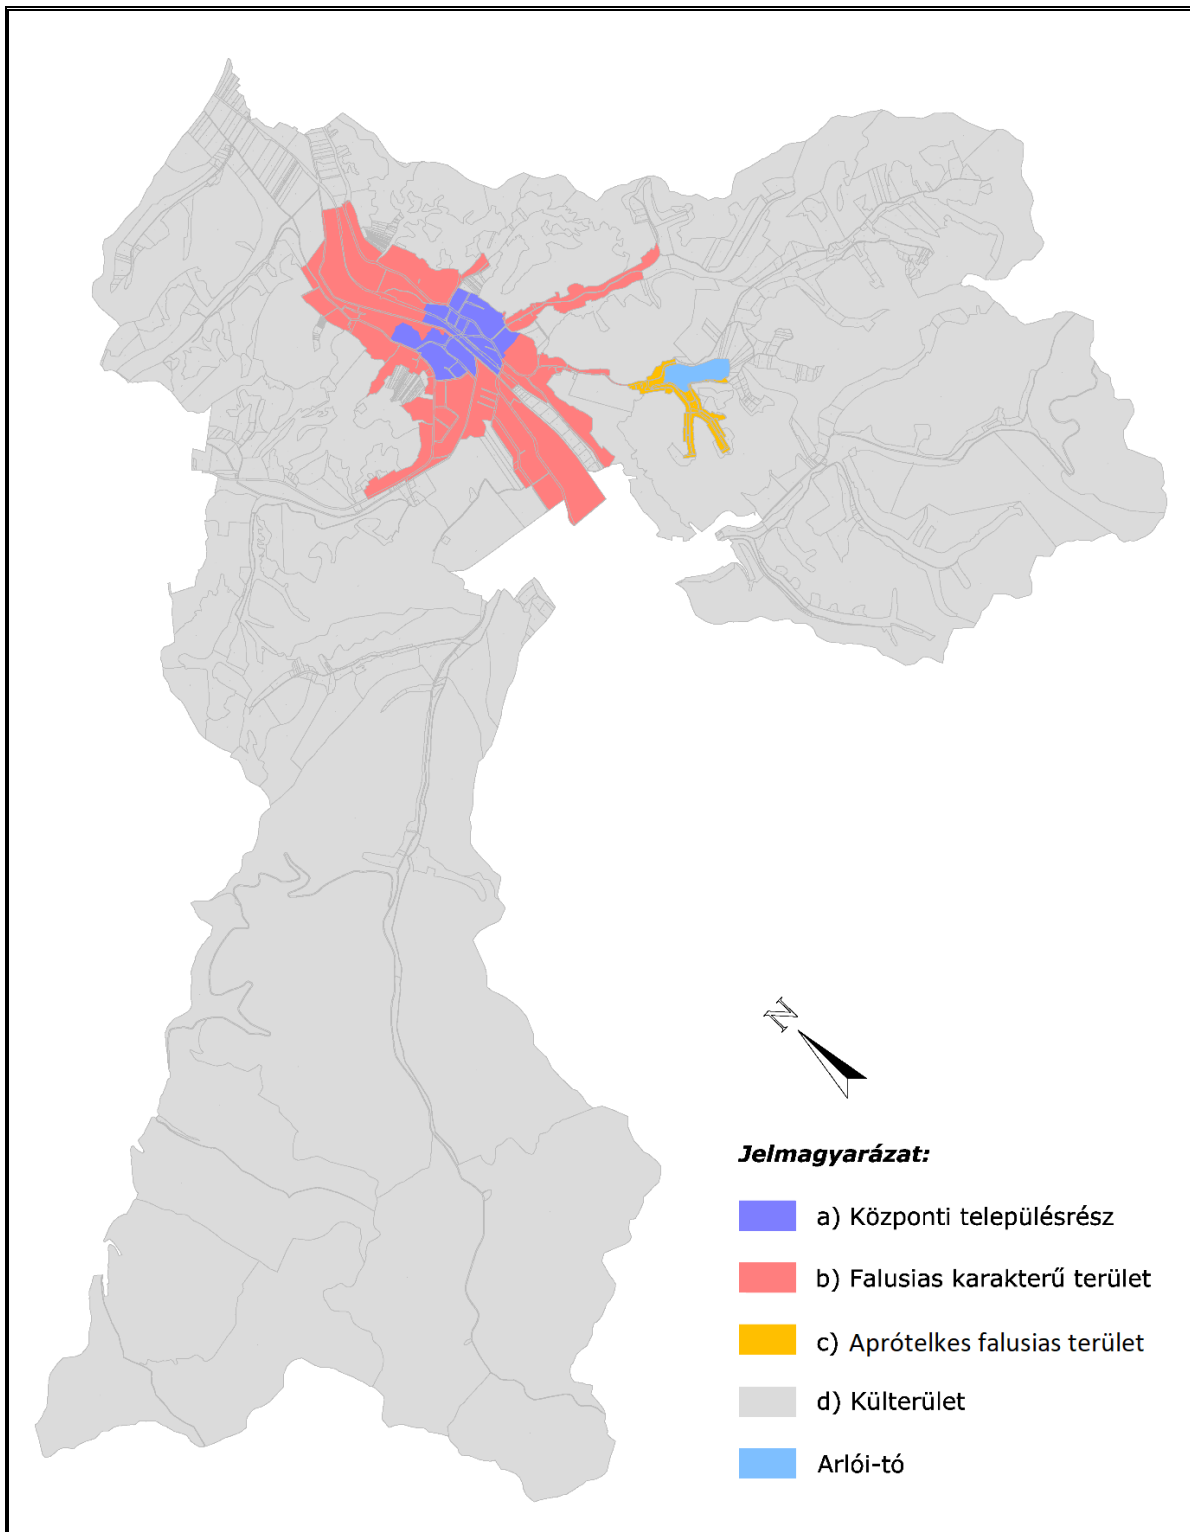 N
Jelmagyarázat:
a) Központi településrész
b) Falusias karakterű terület
c) Aprótelkes falusias terület
d) Külterület
Arlói-tó